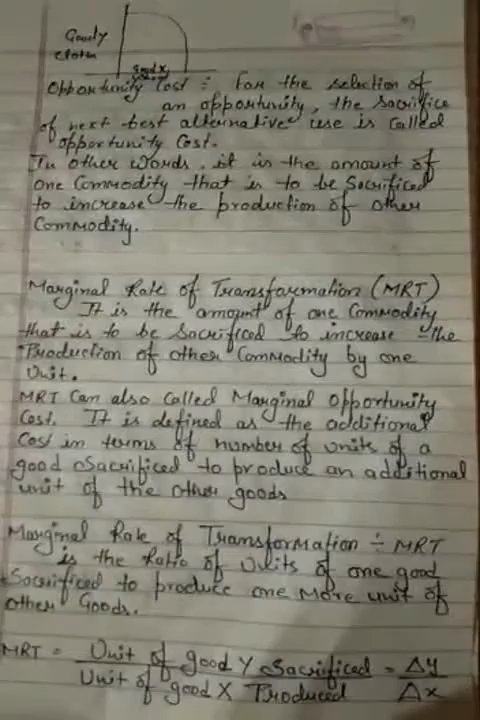 Good y
cloth
Good X
Opportunity Cost ÷ For the selection of
an opportunity, the sacrifice
of next best alternative use is called
opportunity Cost.
In other words, it is the amount of
one Commodity that is to be Sacrificed
to increase the production of other
Commodity.
Marginal Rate of Transformation (MRT)
It is the amount of one Commodity
that is to be Sacrificed to increase the
Production of other Commodity by one
Unit.
MRT Can also Called Marginal Opportunity
Cost. It is defined as the additional
Cost in terms of number of units of a
good Sacrificed to produce an additional
unit of the other goods
Marginal Rate of Transformation ÷ MRT
is the Ratio of Units of one good
Sacrificed to produce one More unit of
Other Goods.
MRT = Unit of good Y Sacrificed = Δy
Unit of good X Produced Δx